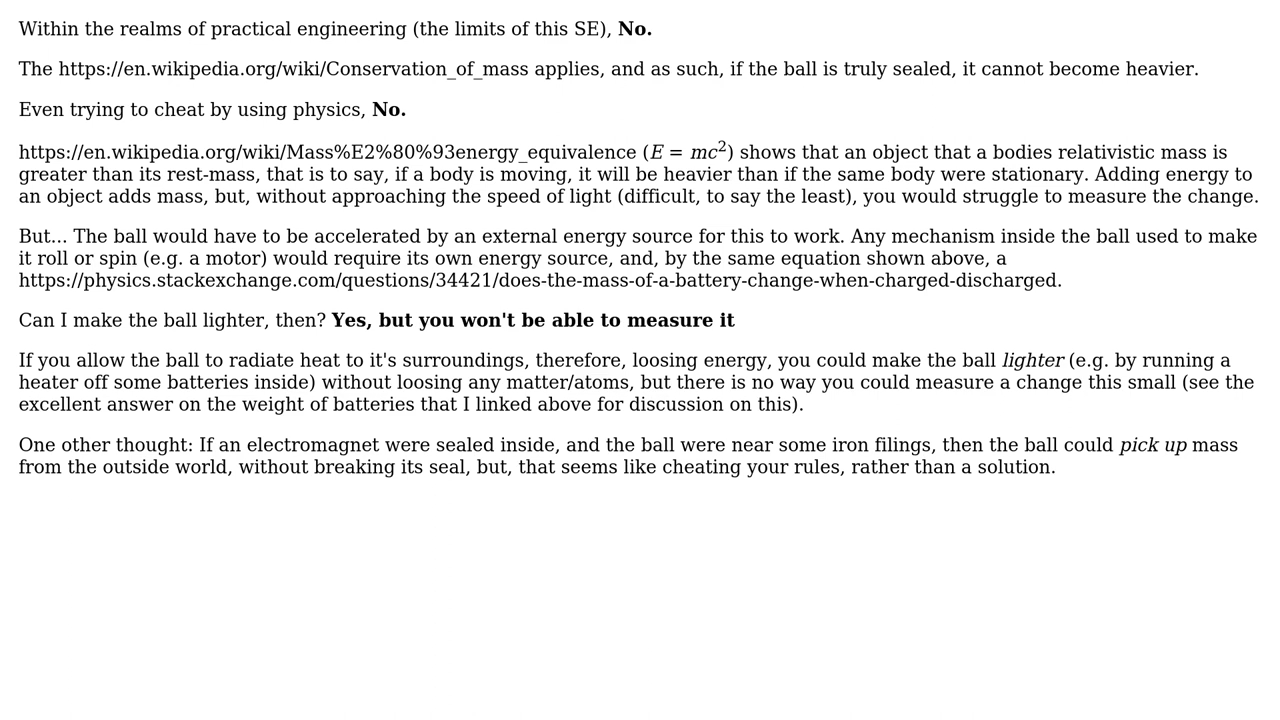 Within the realms of practical engineering (the limits of this SE), No.
The https://en.wikipedia.org/wiki/Conservation_of_mass applies, and as such, if the ball is truly sealed, it cannot become heavier.
Even trying to cheat by using physics, No.
https://en.wikipedia.org/wiki/Mass%E2%80%93energy_equivalence (E = mc²) shows that an object that a bodies relativistic mass is
greater than its rest-mass, that is to say, if a body is moving, it will be heavier than if the same body were stationary. Adding energy to
an object adds mass, but, without approaching the speed of light (difficult, to say the least), you would struggle to measure the change.
But... The ball would have to be accelerated by an external energy source for this to work. Any mechanism inside the ball used to make
it roll or spin (e.g. a motor) would require its own energy source, and, by the same equation shown above, a
https://physics.stackexchange.com/questions/34421/does-the-mass-of-a-battery-change-when-charged-discharged.
Can I make the ball lighter, then? Yes, but you won't be able to measure it
If you allow the ball to radiate heat to it's surroundings, therefore, loosing energy, you could make the ball lighter (e.g. by running a
heater off some batteries inside) without loosing any matter/atoms, but there is no way you could measure a change this small (see the
excellent answer on the weight of batteries that I linked above for discussion on this).
One other thought: If an electromagnet were sealed inside, and the ball were near some iron filings, then the ball could pick up mass
from the outside world, without breaking its seal, but, that seems like cheating your rules, rather than a solution.